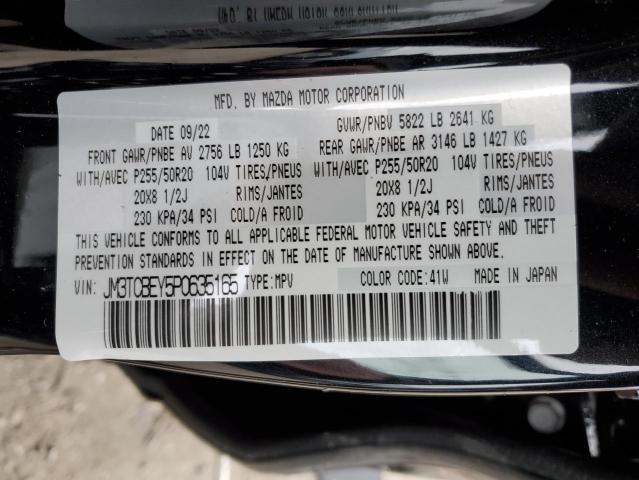 MFD. BY MAZDA MOTOR CORPORATION
DATE 09/22
GVWR/PNBV 5822 LB 2641 KG
FRONT GAWR/PNBE AV 2756 LB 1250 KG
REAR GAWR/PNBE AR 3146 LB 1427 KG
WITH/AVEC P255/50R20 104V TIRES/PNEUS
WITH/AVEC P255/50R20 104V TIRES/PNEUS
20X8 1/2J RIMS/JANTES
20X8 1/2J RIMS/JANTES
230 KPA/34 PSI COLD/A FROID
230 KPA/34 PSI COLD/A FROID
THIS VEHICLE CONFORMS TO ALL APPLICABLE FEDERAL MOTOR VEHICLE SAFETY AND THEFT
PREVENTION STANDARDS IN EFFECT ON THE DATE OF MANUFACTURE SHOWN ABOVE.
VIN: JM3TCBEY5P0635165 TYPE:MPV COLOR CODE:41W MADE IN JAPAN